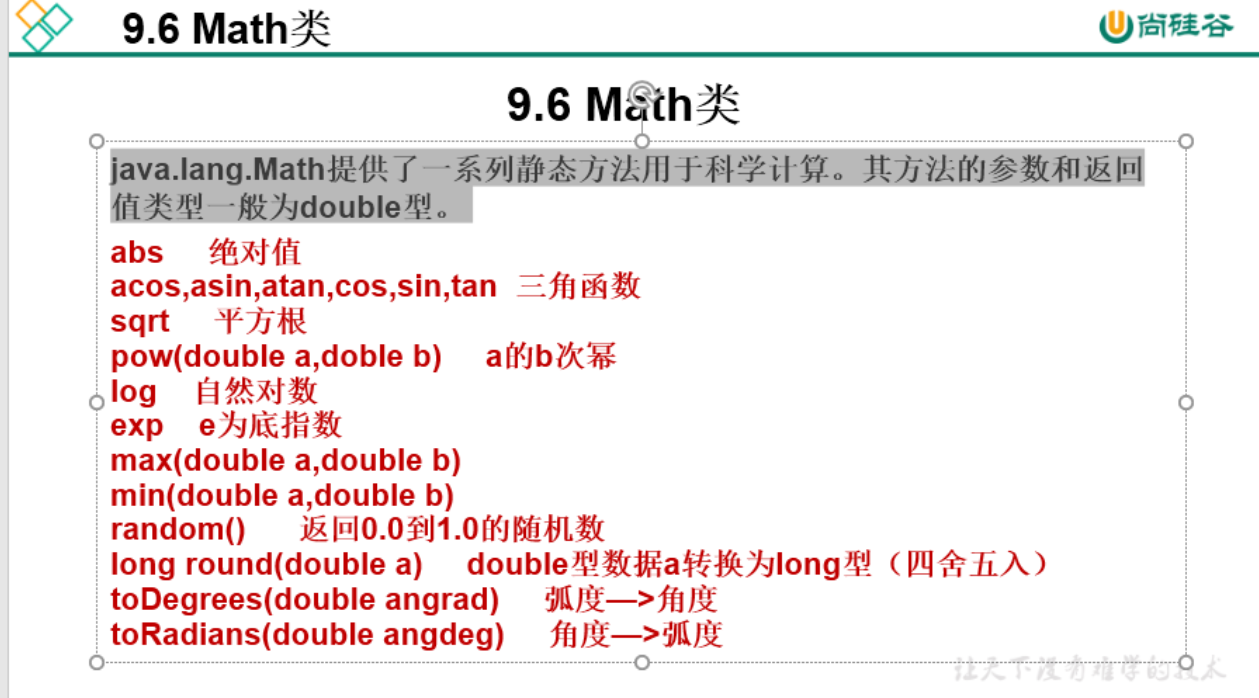 9.6 Math类
尚硅谷
9.6 Math类
java.lang.Math提供了一系列静态方法用于科学计算。其方法的参数和返回
值类型一般为double型。
abs 绝对值
acos,asin,atan,cos,sin,tan 三角函数
sqrt 平方根
pow(double a,doble b) a的b次幂
log 自然对数
exp e为底指数
max(double a,double b)
min(double a,double b)
random() 返回0.0到1.0的随机数
long round(double a) double型数据a转换为long型（四舍五入）
toDegrees(double angrad) 弧度—>角度
toRadians(double angdeg) 角度—>弧度
让天下没有难学的技术